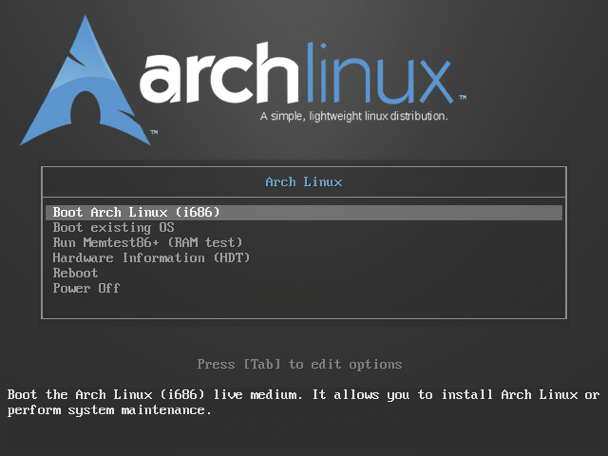 archlinux™
A simple, lightweight linux distribution.
™
Arch Linux
Boot Arch Linux (i686)
Boot existing OS
Run Memtest86+ (RAM test)
Hardware Information (HDT)
Reboot
Power Off
Press [Tab] to edit options
Boot the Arch Linux (i686) live medium. It allows you to install Arch Linux or
perform system maintenance.